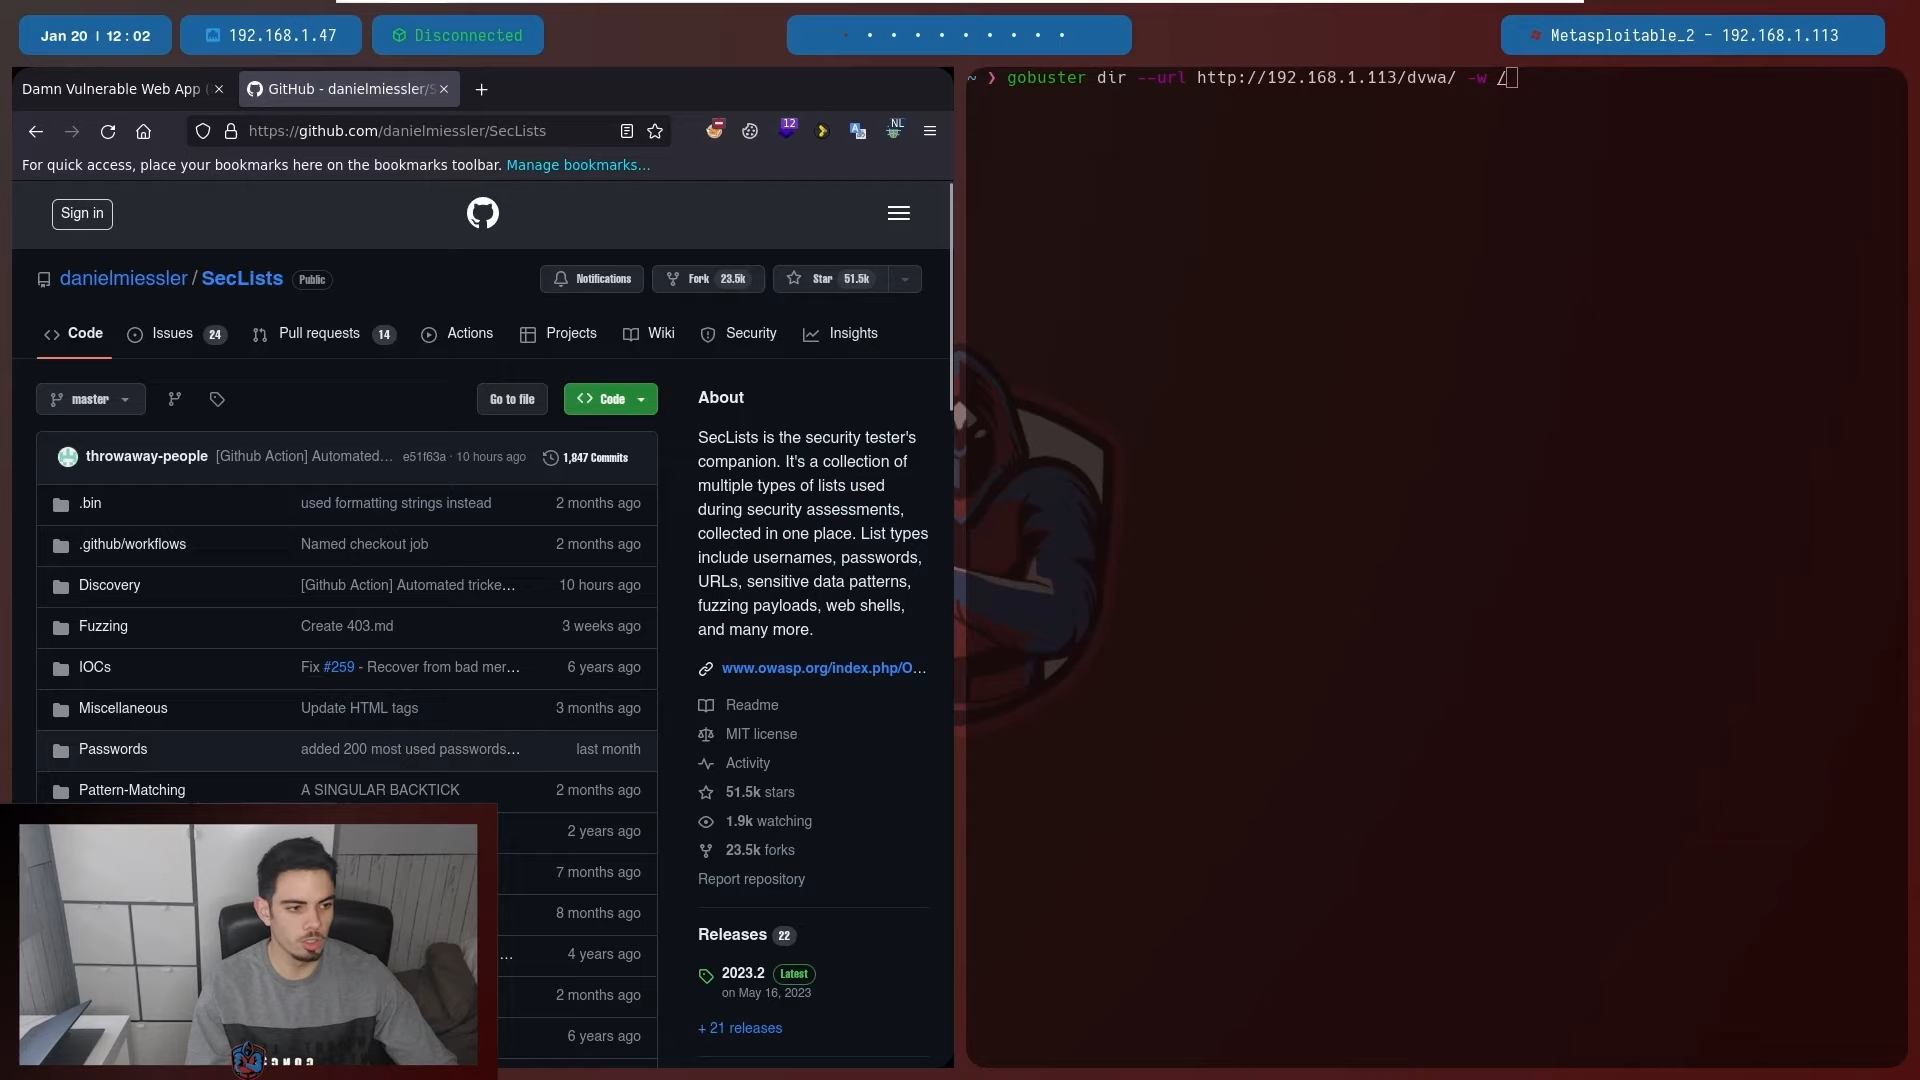 Jan 20 | 12:02
192.168.1.47
Disconnected
Metasploitable_2 - 192.168.1.113
Damn Vulnerable Web App (
GitHub - danielmiessler/S
~ ❯ gobuster dir --url http://192.168.1.113/dvwa/ -w /
https://github.com/danielmiessler/SecLists
12
NL
For quick access, place your bookmarks here on the bookmarks toolbar. Manage bookmarks...
Sign in
danielmiessler / SecLists Public
Notifications
Fork 23.5k
Star 51.5k
Code
Issues 24
Pull requests 14
Actions
Projects
Wiki
Security
Insights
master
Go to file
Code
throwaway-people [Github Action] Automated... e51f63a · 10 hours ago 1,847 Commits
.bin used formatting strings instead 2 months ago
.github/workflows Named checkout job 2 months ago
Discovery [Github Action] Automated tricke... 10 hours ago
Fuzzing Create 403.md 3 weeks ago
IOCs Fix #259 - Recover from bad mer... 6 years ago
Miscellaneous Update HTML tags 3 months ago
Passwords added 200 most used passwords... last month
Pattern-Matching A SINGULAR BACKTICK 2 months ago
2 years ago
7 months ago
8 months ago
... 4 years ago
2 months ago
6 years ago
About
SecLists is the security tester's
companion. It's a collection of
multiple types of lists used
during security assessments,
collected in one place. List types
include usernames, passwords,
URLs, sensitive data patterns,
fuzzing payloads, web shells,
and many more.
www.owasp.org/index.php/O...
Readme
MIT license
Activity
51.5k stars
1.9k watching
23.5k forks
Report repository
Releases 22
2023.2 Latest
on May 16, 2023
+ 21 releases